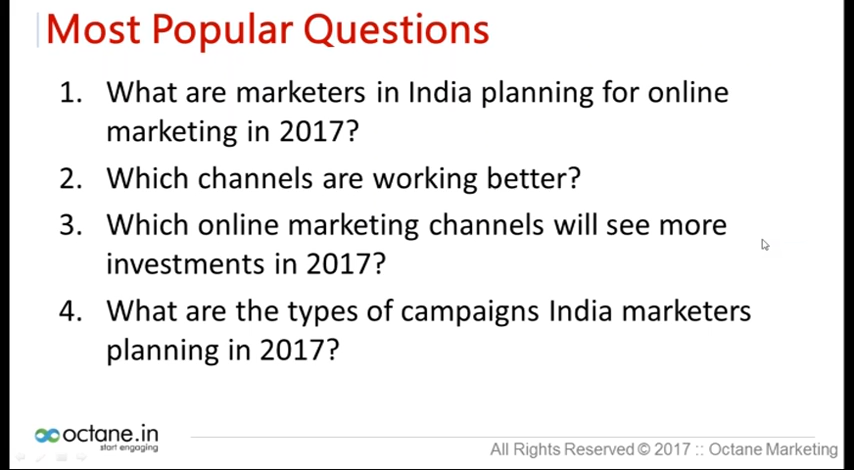 Most Popular Questions
1. What are marketers in India planning for online
marketing in 2017?
2. Which channels are working better?
3. Which online marketing channels will see more
investments in 2017?
4. What are the types of campaigns India marketers
planning in 2017?
octane.in
start engaging
All Rights Reserved © 2017 :: Octane Marketing